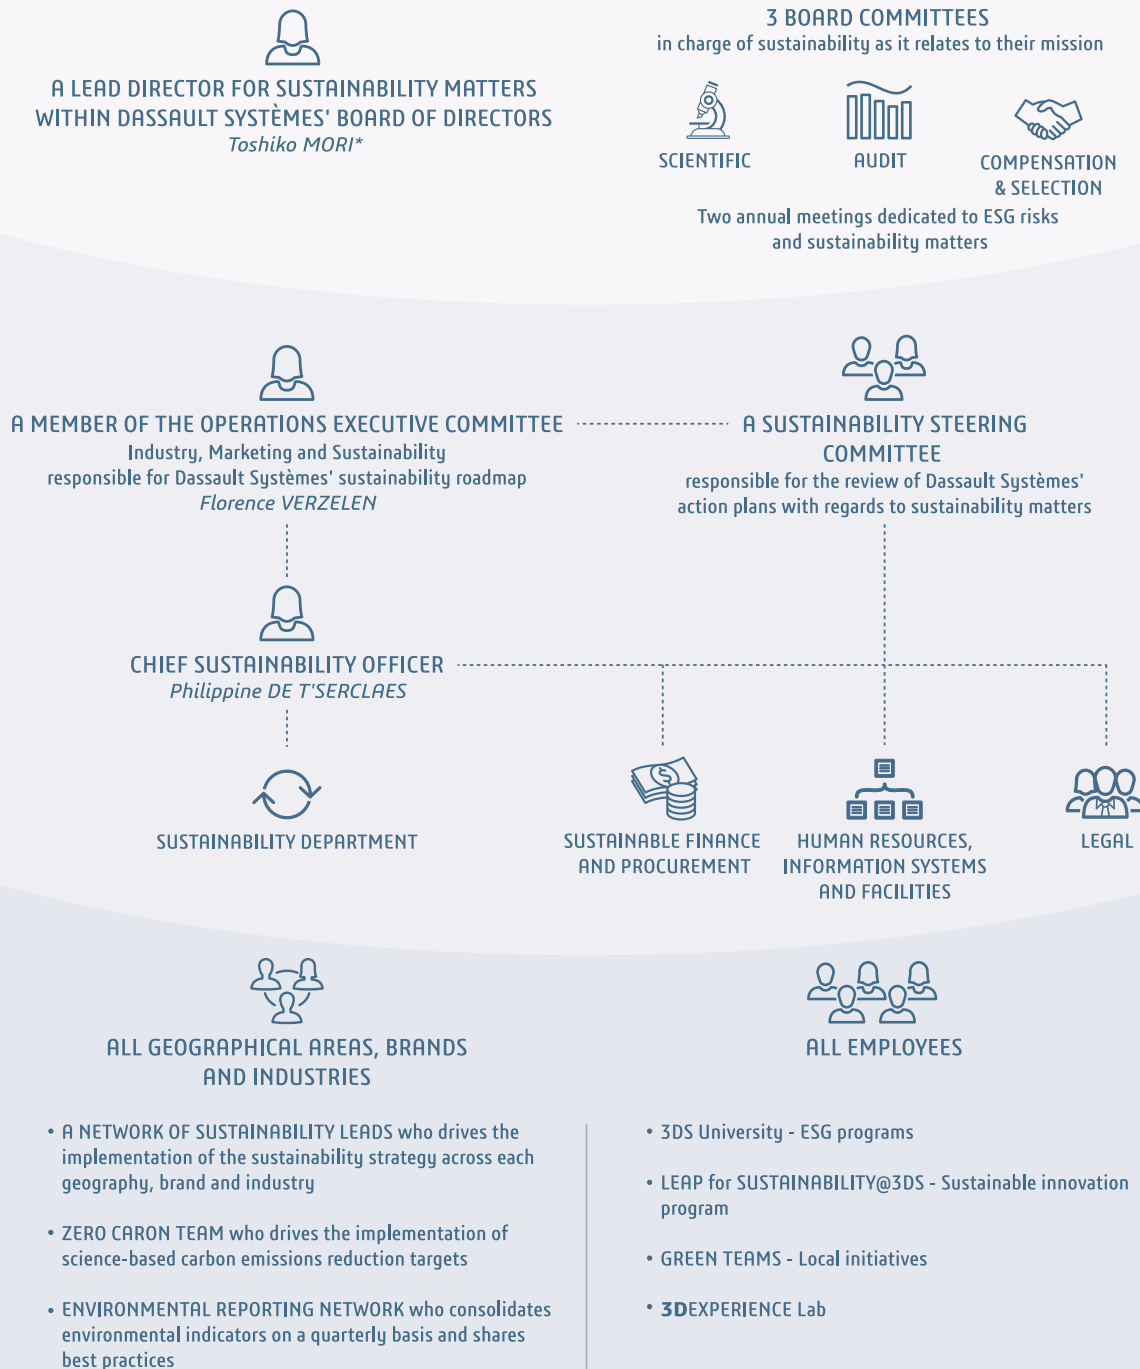 A LEAD DIRECTOR FOR SUSTAINABILITY MATTERS
WITHIN DASSAULT SYSTÈMES' BOARD OF DIRECTORS
Toshiko MORI*
3 BOARD COMMITTEES
in charge of sustainability as it relates to their mission
SCIENTIFIC
AUDIT
COMPENSATION
& SELECTION
Two annual meetings dedicated to ESG risks
and sustainability matters
A MEMBER OF THE OPERATIONS EXECUTIVE COMMITTEE
Industry, Marketing and Sustainability
responsible for Dassault Systèmes' sustainability roadmap
Florence VERZELEN
A SUSTAINABILITY STEERING
COMMITTEE
responsible for the review of Dassault Systèmes'
action plans with regards to sustainability matters
CHIEF SUSTAINABILITY OFFICER
Philippine DE T'SERCLAES
SUSTAINABILITY DEPARTMENT
SUSTAINABLE FINANCE
AND PROCUREMENT
HUMAN RESOURCES,
INFORMATION SYSTEMS
AND FACILITIES
LEGAL
ALL GEOGRAPHICAL AREAS, BRANDS
AND INDUSTRIES
• A NETWORK OF SUSTAINABILITY LEADS who drives the
implementation of the sustainability strategy across each
geography, brand and industry
• ZERO CARON TEAM who drives the implementation of
science-based carbon emissions reduction targets
• ENVIRONMENTAL REPORTING NETWORK who consolidates
environmental indicators on a quarterly basis and shares
best practices
ALL EMPLOYEES
• 3DS University - ESG programs
• LEAP for SUSTAINABILITY@3DS - Sustainable innovation
program
• GREEN TEAMS - Local initiatives
• 3DEXPERIENCE Lab